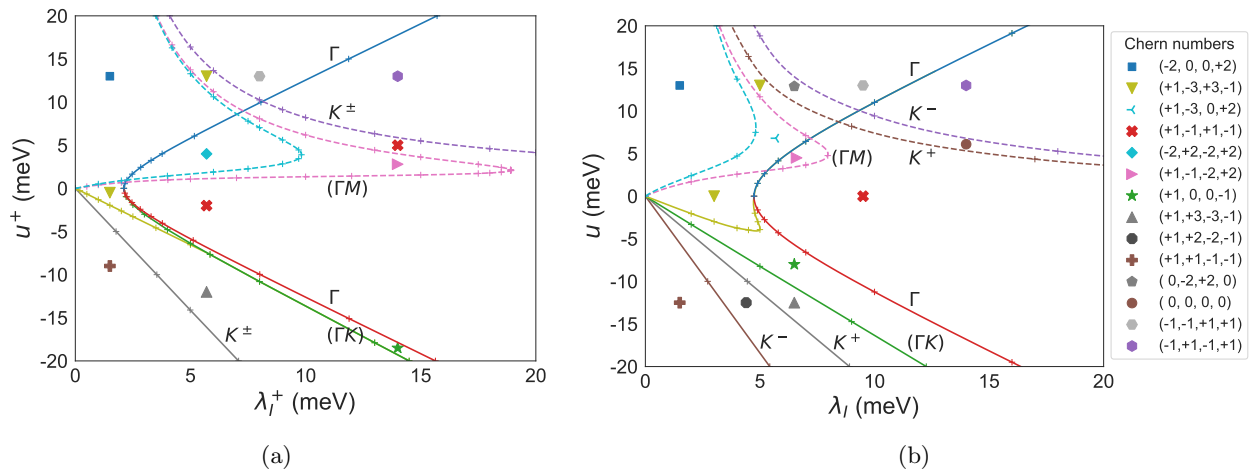 20
15
10
5
0
-5
-10
-15
-20
u⁺ (meV)
Γ
K^±
(ΓM)
Γ
(ΓK)
K^±
0
5
10
15
20
λ_I⁺ (meV)
(a)
20
15
10
5
0
-5
-10
-15
-20
u (meV)
Γ
K⁻
K⁺
(ΓM)
Γ
(ΓK)
K⁻
K⁺
0
5
10
15
20
λ_I (meV)
(b)
Chern numbers
(-2, 0, 0,+2)
(+1,-3,+3,-1)
(+1,-3, 0,+2)
(+1,-1,+1,-1)
(-2,+2,-2,+2)
(+1,-1,-2,+2)
(+1, 0, 0,-1)
(+1,+3,-3,-1)
(+1,+2,-2,-1)
(+1,+1,-1,-1)
( 0,-2,+2, 0)
( 0, 0, 0, 0)
(-1,-1,+1,+1)
(-1,+1,-1,+1)